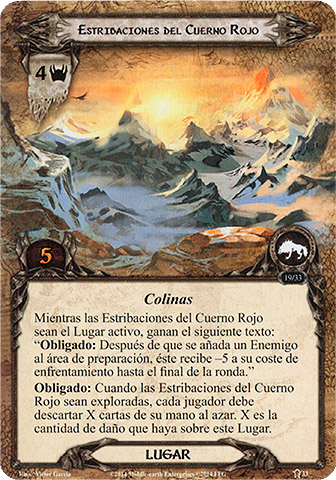 Estribaciones del Cuerno Rojo
4
5
19/33
Colinas
Mientras las Estribaciones del Cuerno Rojo
sean el Lugar activo, ganan el siguiente texto:
“Obligado: Después de que se añada un Enemigo
al área de preparación, éste recibe –5 a su coste de
enfrentamiento hasta el final de la ronda.”
Obligado: Cuando las Estribaciones del Cuerno
Rojo sean exploradas, cada jugador debe
descartar X cartas de su mano al azar. X es la
cantidad de daño que haya sobre este Lugar.
LUGAR
Ilus. Victor García
©2014 Middle-earth Enterprises ©2014 FFG
33